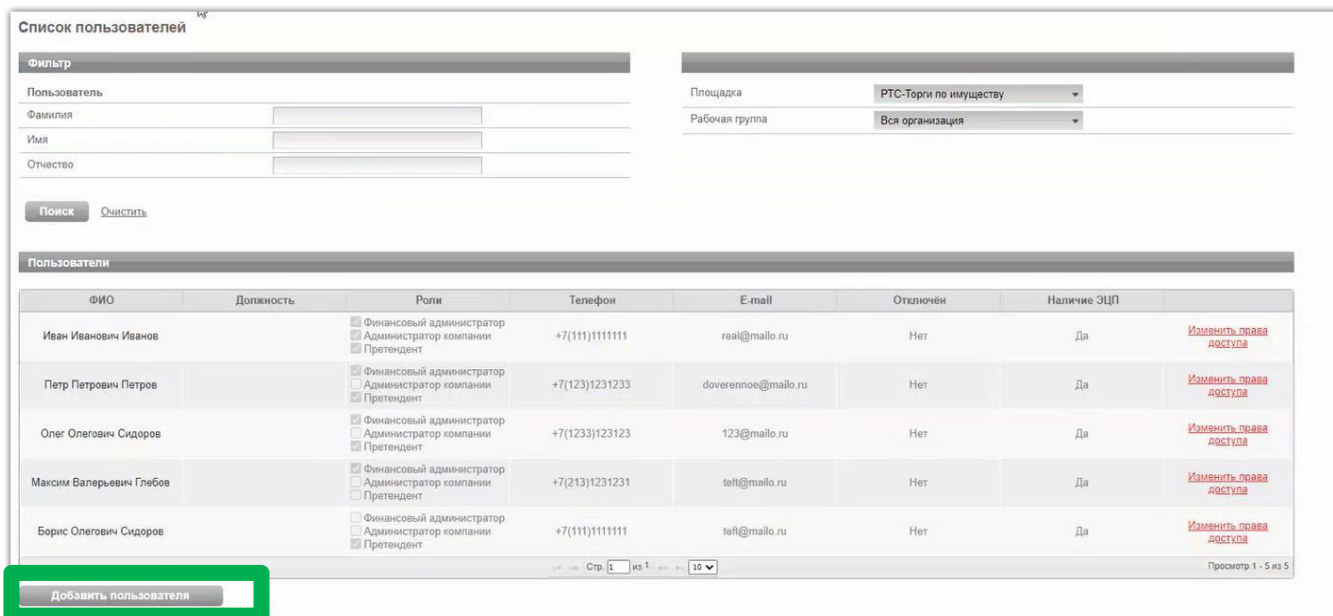 Список пользователей
Фильтр
Пользователь
Фамилия
Имя
Отчество
Площадка РТС-Торги по имуществу
Рабочая группа Вся организация
Поиск Очистить
Пользователи
ФИО Должность Роли Телефон E-mail Отключён Наличие ЭЦП
Иван Иванович Иванов Финансовый администратор +7(111)1111111 real@mailo.ru Нет Да Изменить права
Администратор компании доступа
Претендент
Петр Петрович Петров Финансовый администратор +7(123)1231233 doverennoe@mailo.ru Нет Да Изменить права
Администратор компании доступа
Претендент
Олег Олегович Сидоров Финансовый администратор +7(1233)123123 123@mailo.ru Нет Да Изменить права
Администратор компании доступа
Претендент
Максим Валерьевич Глебов Финансовый администратор +7(213)1231231 teft@mailo.ru Нет Да Изменить права
Администратор компании доступа
Претендент
Борис Олегович Сидоров Финансовый администратор +7(111)1111111 teft@mailo.ru Нет Да Изменить права
Администратор компании доступа
Претендент
Стр. 1 из 1 10 Просмотр 1 - 5 из 5
Добавить пользователя